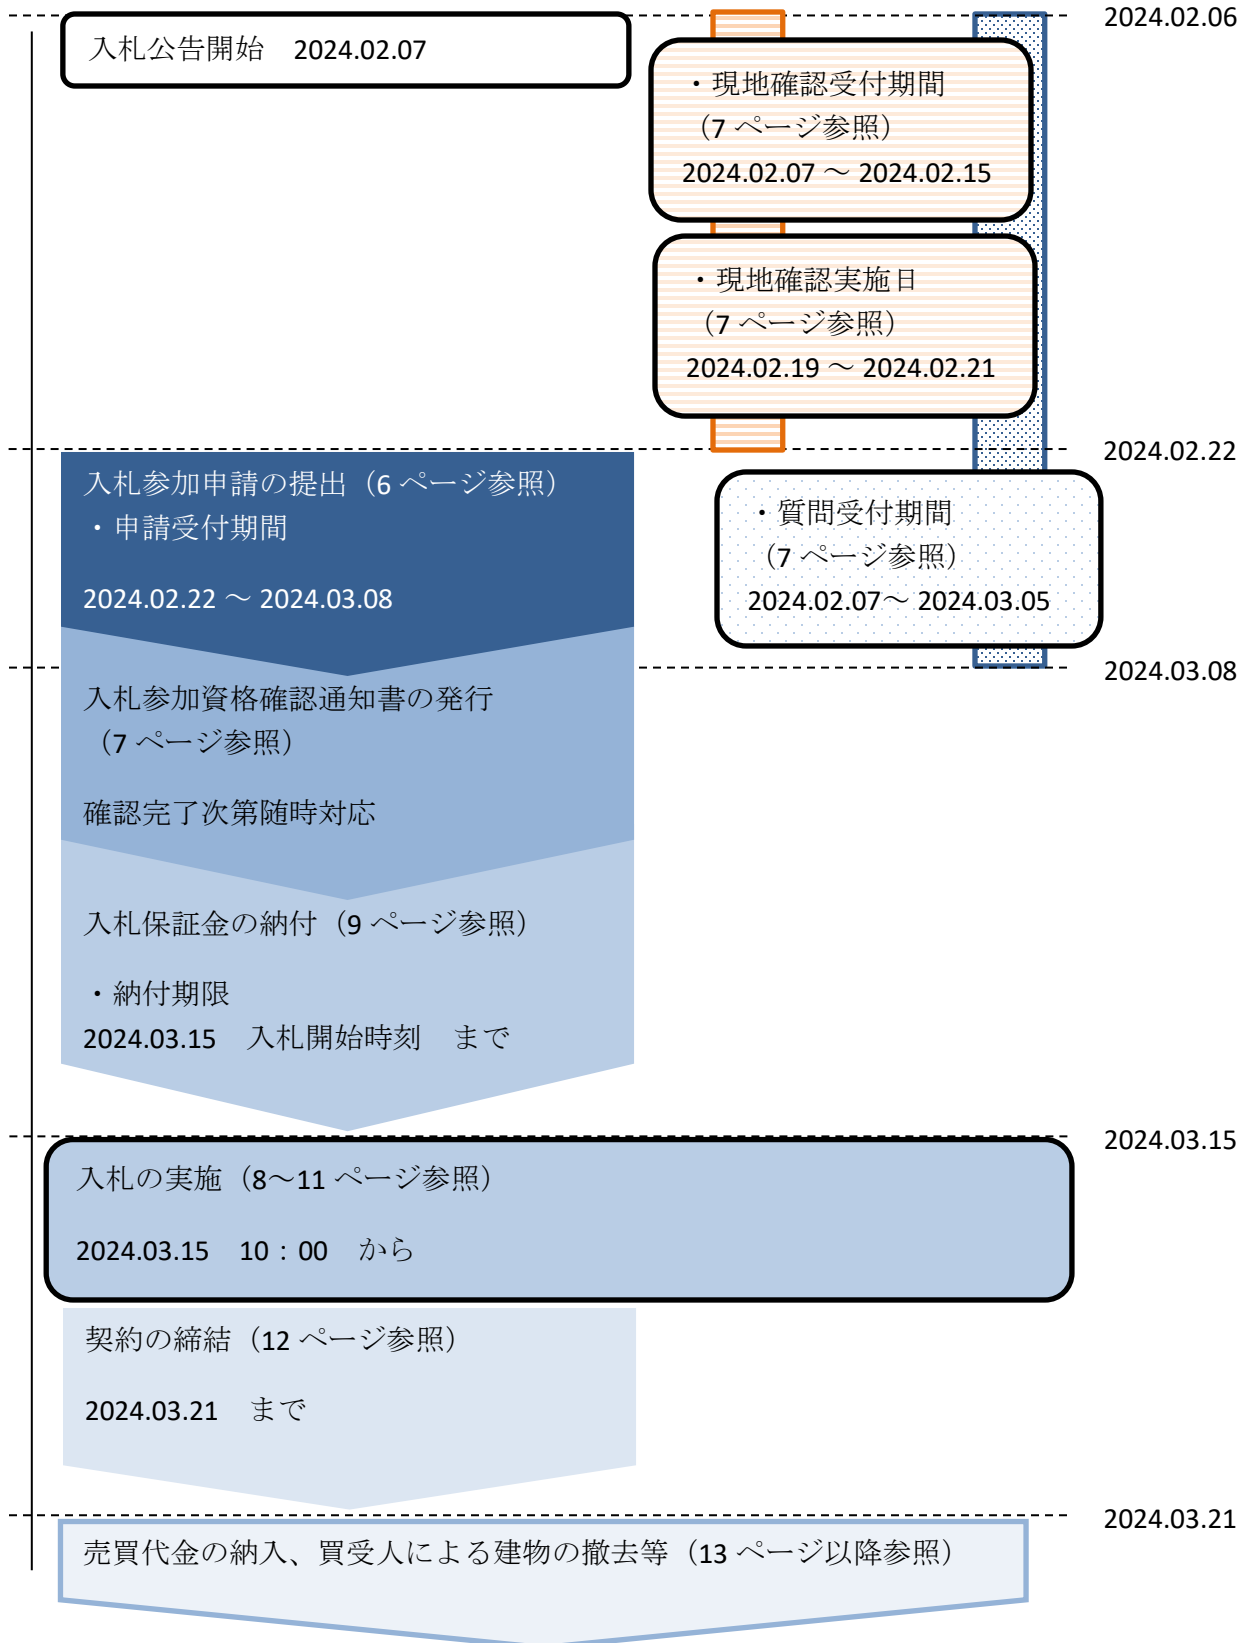 2024.02.06
入札公告開始　2024.02.07
・現地確認受付期間
（7 ページ参照）
2024.02.07 ～ 2024.02.15
・現地確認実施日
（7 ページ参照）
2024.02.19 ～ 2024.02.21
2024.02.22
入札参加申請の提出（6 ページ参照）
・申請受付期間
2024.02.22 ～ 2024.03.08
・質問受付期間
（7 ページ参照）
2024.02.07～ 2024.03.05
2024.03.08
入札参加資格確認通知書の発行
（7 ページ参照）
確認完了次第随時対応
入札保証金の納付（9 ページ参照）
・納付期限
2024.03.15　入札開始時刻　まで
2024.03.15
入札の実施（8～11 ページ参照）
2024.03.15　10：00　から
契約の締結（12 ページ参照）
2024.03.21　まで
2024.03.21
売買代金の納入、買受人による建物の撤去等（13 ページ以降参照）